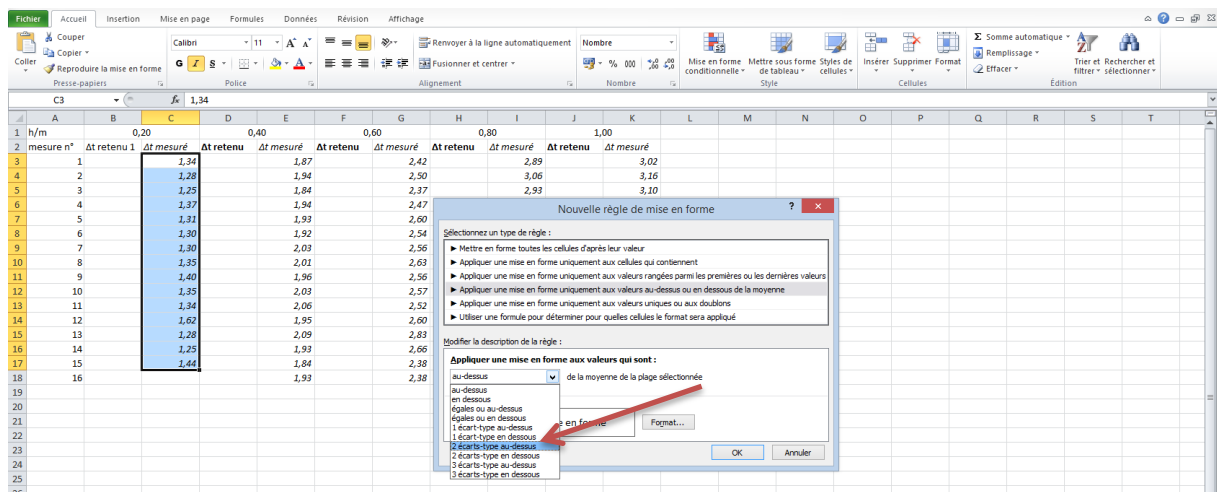 Fichier Accueil Insertion Mise en page Formules Données Révision Affichage
Coller
Couper
Copier
Reproduire la mise en forme
Presse-papiers
Calibri 11
G I S
Police
Renvoyer à la ligne automatiquement
Fusionner et centrer
Alignement
Nombre
% 000
Nombre
Mise en forme conditionnelle
Mettre sous forme de tableau
Styles de cellules
Style
Insérer Supprimer Format
Cellules
Σ Somme automatique
Remplissage
Effacer
Trier et filtrer
Rechercher et sélectionner
Édition
C3 fx 1,34
A B C D E F G H I J K L M N O P Q R S T
1 h/m 0,20 0,40 0,60 0,80 1,00
2 mesure n° Δt retenu 1 Δt mesuré Δt retenu Δt mesuré Δt retenu Δt mesuré Δt retenu Δt mesuré Δt retenu Δt mesuré
3 1 1,34 1,87 2,42 2,89 3,02
4 2 1,28 1,94 2,50 3,06 3,16
5 3 1,25 1,84 2,37 2,93 3,10
6 4 1,37 1,94 2,47
7 5 1,31 1,93 2,60
8 6 1,30 1,92 2,54
9 7 1,30 2,03 2,56
10 8 1,35 2,01 2,63
11 9 1,40 1,96 2,56
12 10 1,35 2,03 2,57
13 11 1,34 2,06 2,52
14 12 1,62 1,95 2,60
15 13 1,28 2,09 2,83
16 14 1,25 1,93 2,66
17 15 1,44 1,84 2,38
18 16 1,93 2,38
19
20
21
22
23
24
25
Nouvelle règle de mise en forme ? ×
Sélectionnez un type de règle :
► Mettre en forme toutes les cellules d'après leur valeur
► Appliquer une mise en forme uniquement aux cellules qui contiennent
► Appliquer une mise en forme uniquement aux valeurs rangées parmi les premières ou les dernières valeurs
► Appliquer une mise en forme uniquement aux valeurs au-dessus ou en dessous de la moyenne
► Appliquer une mise en forme uniquement aux valeurs uniques ou aux doublons
► Utiliser une formule pour déterminer pour quelles cellules le format sera appliqué
Modifier la description de la règle :
Appliquer une mise en forme aux valeurs qui sont :
au-dessus de la moyenne de la plage sélectionnée
au-dessus
en dessous
égales ou au-dessus
égales ou en dessous
1 écart-type au-dessus
1 écart-type en dessous
2 écarts-type au-dessus
2 écarts-type en dessous
3 écarts-type au-dessus
3 écarts-type en dessous
Format...
OK Annuler